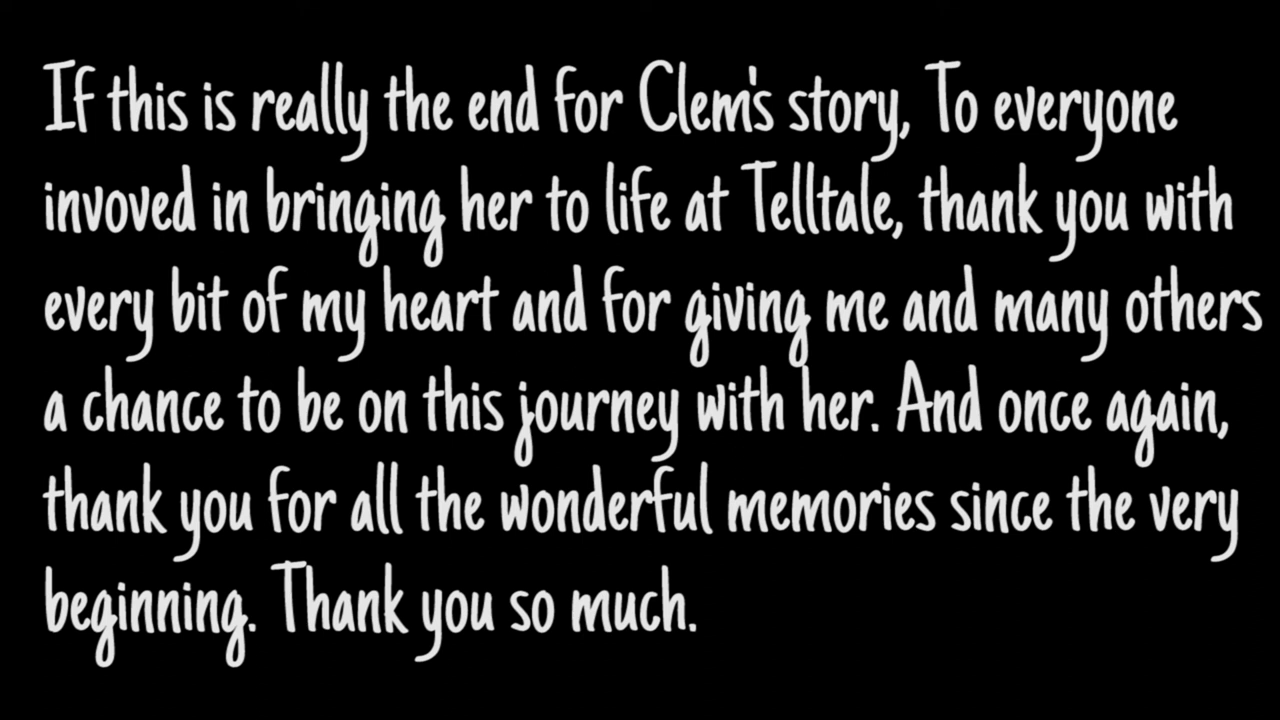 If this is really the end for Clem's story, To everyone
invoved in bringing her to life at Telltale, thank you with
every bit of my heart and for giving me and many others
a chance to be on this journey with her. And once again,
thank you for all the wonderful memories since the very
beginning. Thank you so much.